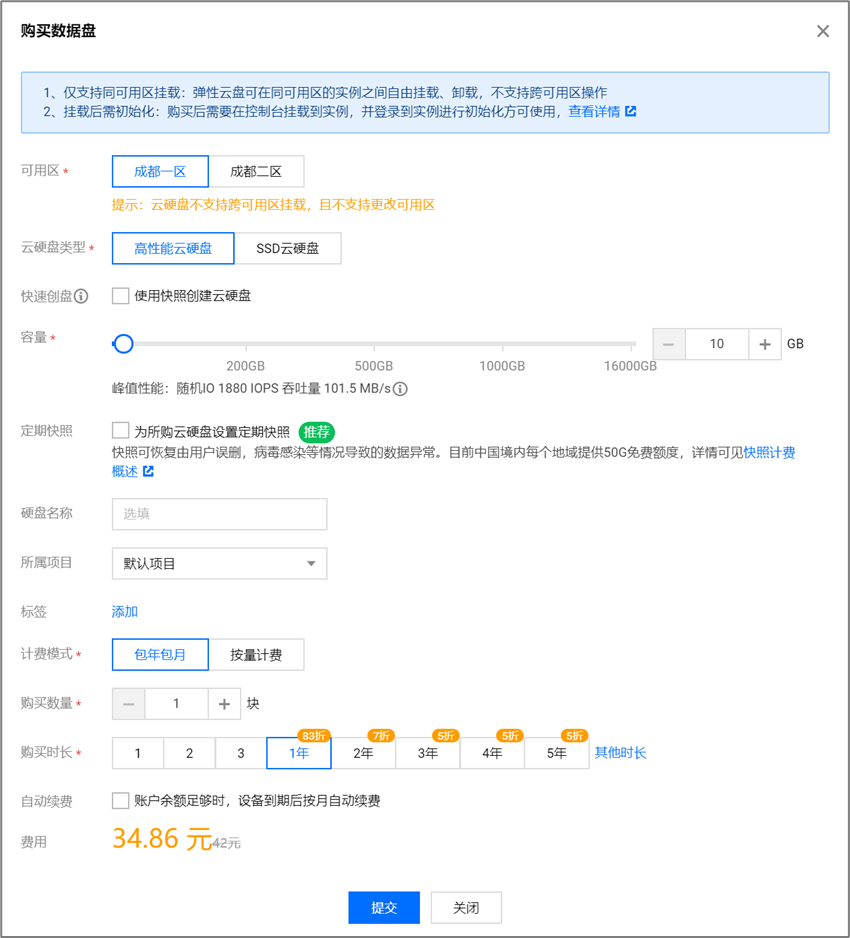 购买数据盘
1、仅支持同可用区挂载：弹性云盘可在同可用区的实例之间自由挂载、卸载，不支持跨可用区操作
2、挂载后需初始化：购买后需要在控制台挂载到实例，并登录到实例进行初始化方可使用，查看详情
可用区* 成都一区 成都二区
提示：云硬盘不支持跨可用区挂载，且不支持更改可用区
云硬盘类型* 高性能云硬盘 SSD云硬盘
快速创盘 使用快照创建云硬盘
容量* 10 GB
200GB 500GB 1000GB 16000GB
峰值性能：随机IO 1880 IOPS 吞吐量 101.5 MB/s
定期快照 为所购云硬盘设置定期快照 推荐
快照可恢复由用户误删，病毒感染等情况导致的数据异常。目前中国境内每个地域提供50G免费额度，详情可见快照计费
概述
硬盘名称 选填
所属项目 默认项目
标签 添加
计费模式* 包年包月 按量计费
购买数量* 1 块
83折 7折 5折 5折 5折
购买时长* 1 2 3 1年 2年 3年 4年 5年 其他时长
自动续费 账户余额足够时，设备到期后按月自动续费
费用 34.86 元42元
提交 关闭